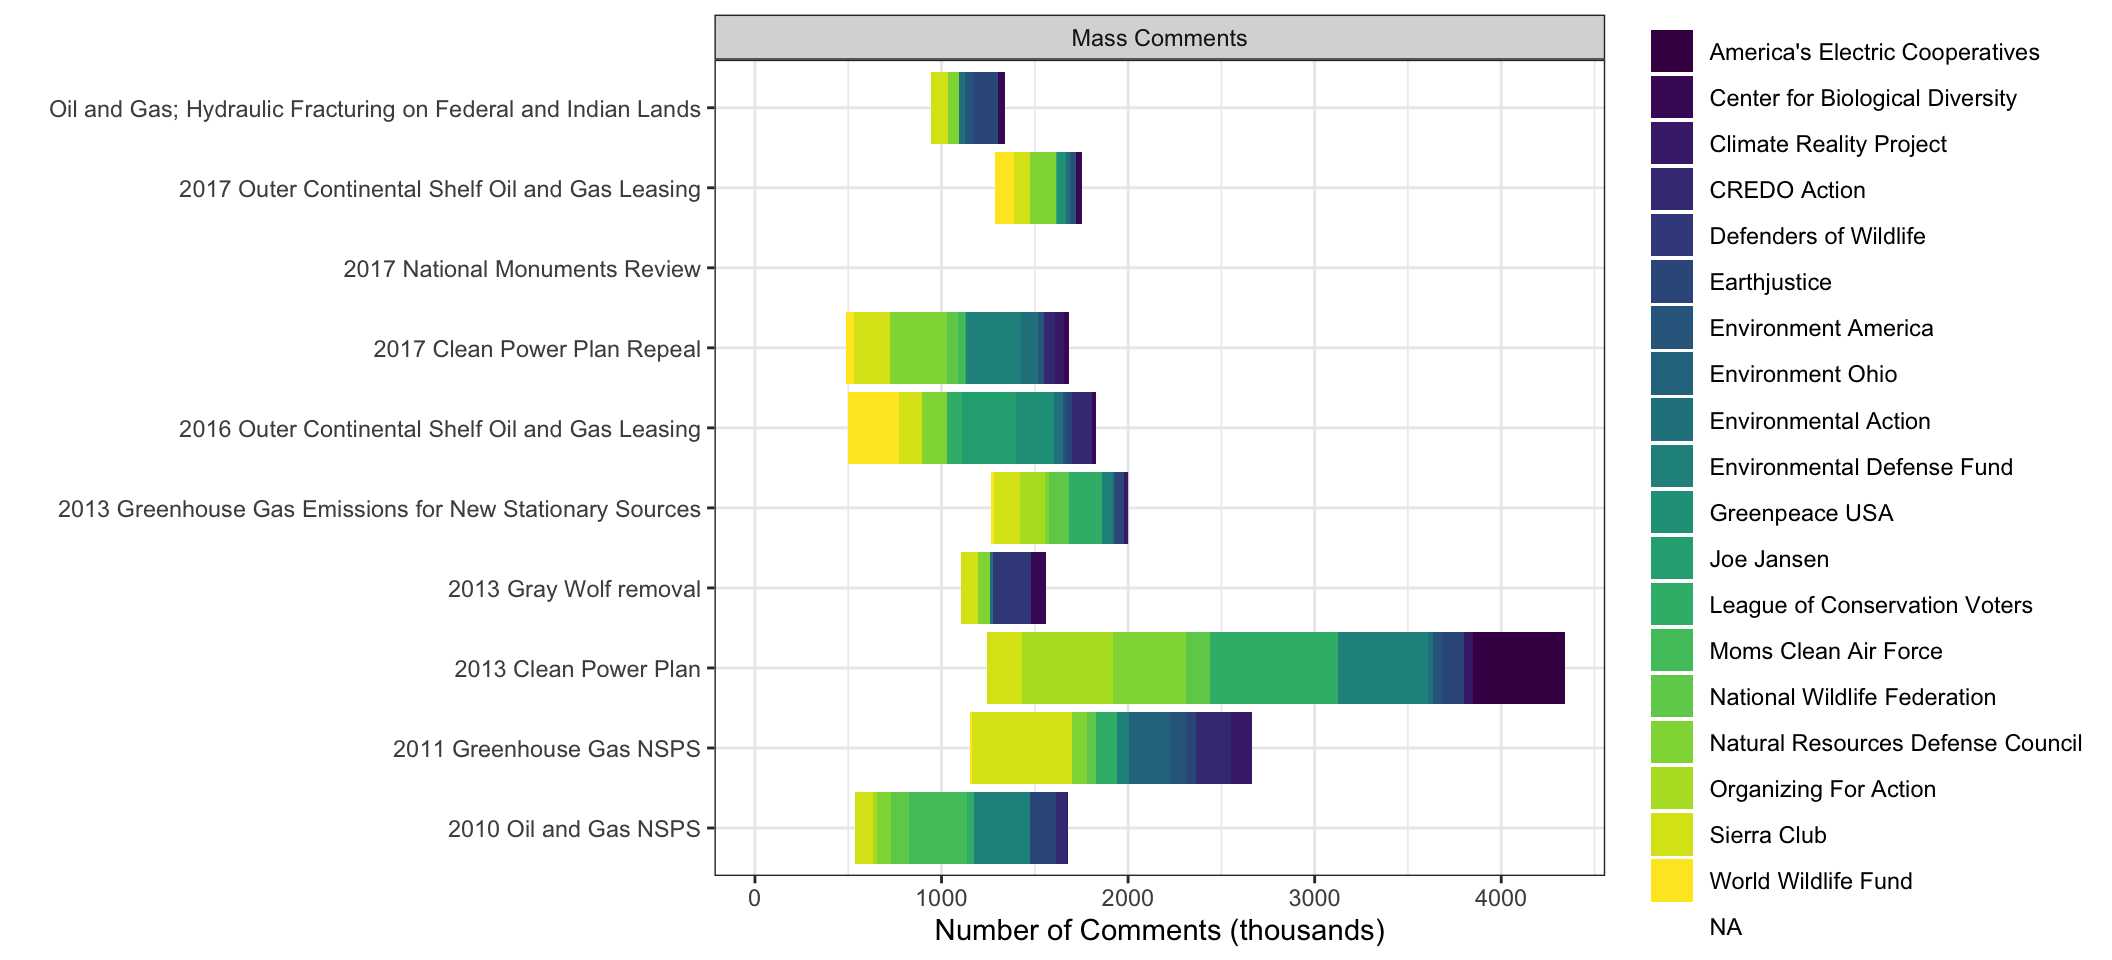 Mass Comments
Oil and Gas; Hydraulic Fracturing on Federal and Indian Lands
2017 Outer Continental Shelf Oil and Gas Leasing
2017 National Monuments Review
2017 Clean Power Plan Repeal
2016 Outer Continental Shelf Oil and Gas Leasing
2013 Greenhouse Gas Emissions for New Stationary Sources
2013 Gray Wolf removal
2013 Clean Power Plan
2011 Greenhouse Gas NSPS
2010 Oil and Gas NSPS
0 1000 2000 3000 4000
Number of Comments (thousands)
America's Electric Cooperatives
Center for Biological Diversity
Climate Reality Project
CREDO Action
Defenders of Wildlife
Earthjustice
Environment America
Environment Ohio
Environmental Action
Environmental Defense Fund
Greenpeace USA
Joe Jansen
League of Conservation Voters
Moms Clean Air Force
National Wildlife Federation
Natural Resources Defense Council
Organizing For Action
Sierra Club
World Wildlife Fund
NA